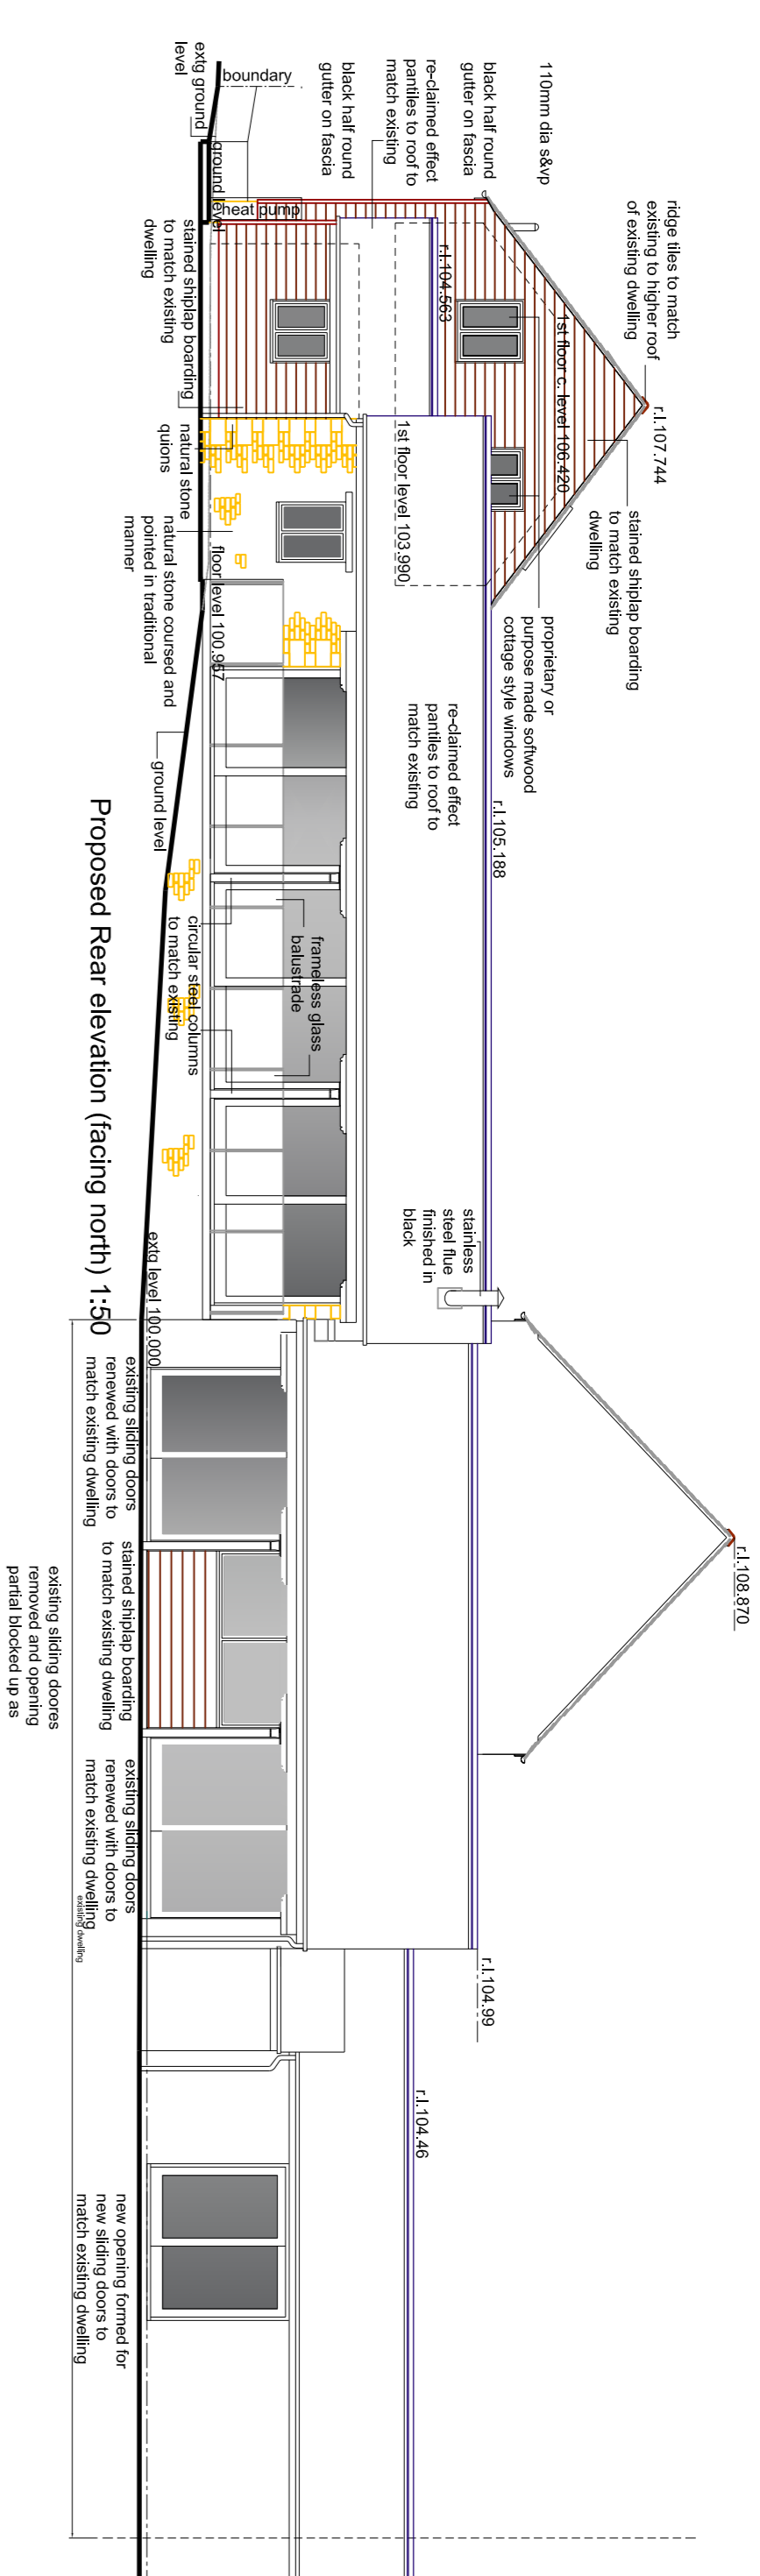 ridge tiles to match
existing to higher roof
of existing dwelling
r.l.107.744
110mm dia s&vp
black half round
gutter on fascia
re-claimed effect
pantiles to roof to
match existing
black half round
gutter on fascia
boundary
extg ground
level
ground level
heat pump
stained shiplap boarding
to match existing
dwelling
natural stone
quions
natural stone coursed and
pointed in traditional
manner
ground level
r.l.104.563
1st floor c. level 106.420
1st floor level 103.990
floor level 100.957
stained shiplap boarding
to match existing
dwelling
proprietary or
purpose made softwood
cottage style windows
re-claimed effect
pantiles to roof to
match existing
r.l.105.188
frameless glass
balustrade
circular steel columns
to match existing
stainless
steel flue
finished in
black
extg level 100.000
Proposed Rear elevation (facing north) 1:50
r.l.108.870
existing sliding doors
renewed with doors to
match existing dwelling
stained shiplap boarding
to match existing dwelling
existing sliding doores
removed and opening
partial blocked up as
existing sliding doors
renewed with doors to
match existing dwelling
existing dwelling
r.l.104.99
r.l.104.46
new opening formed for
new sliding doors to
match existing dwelling